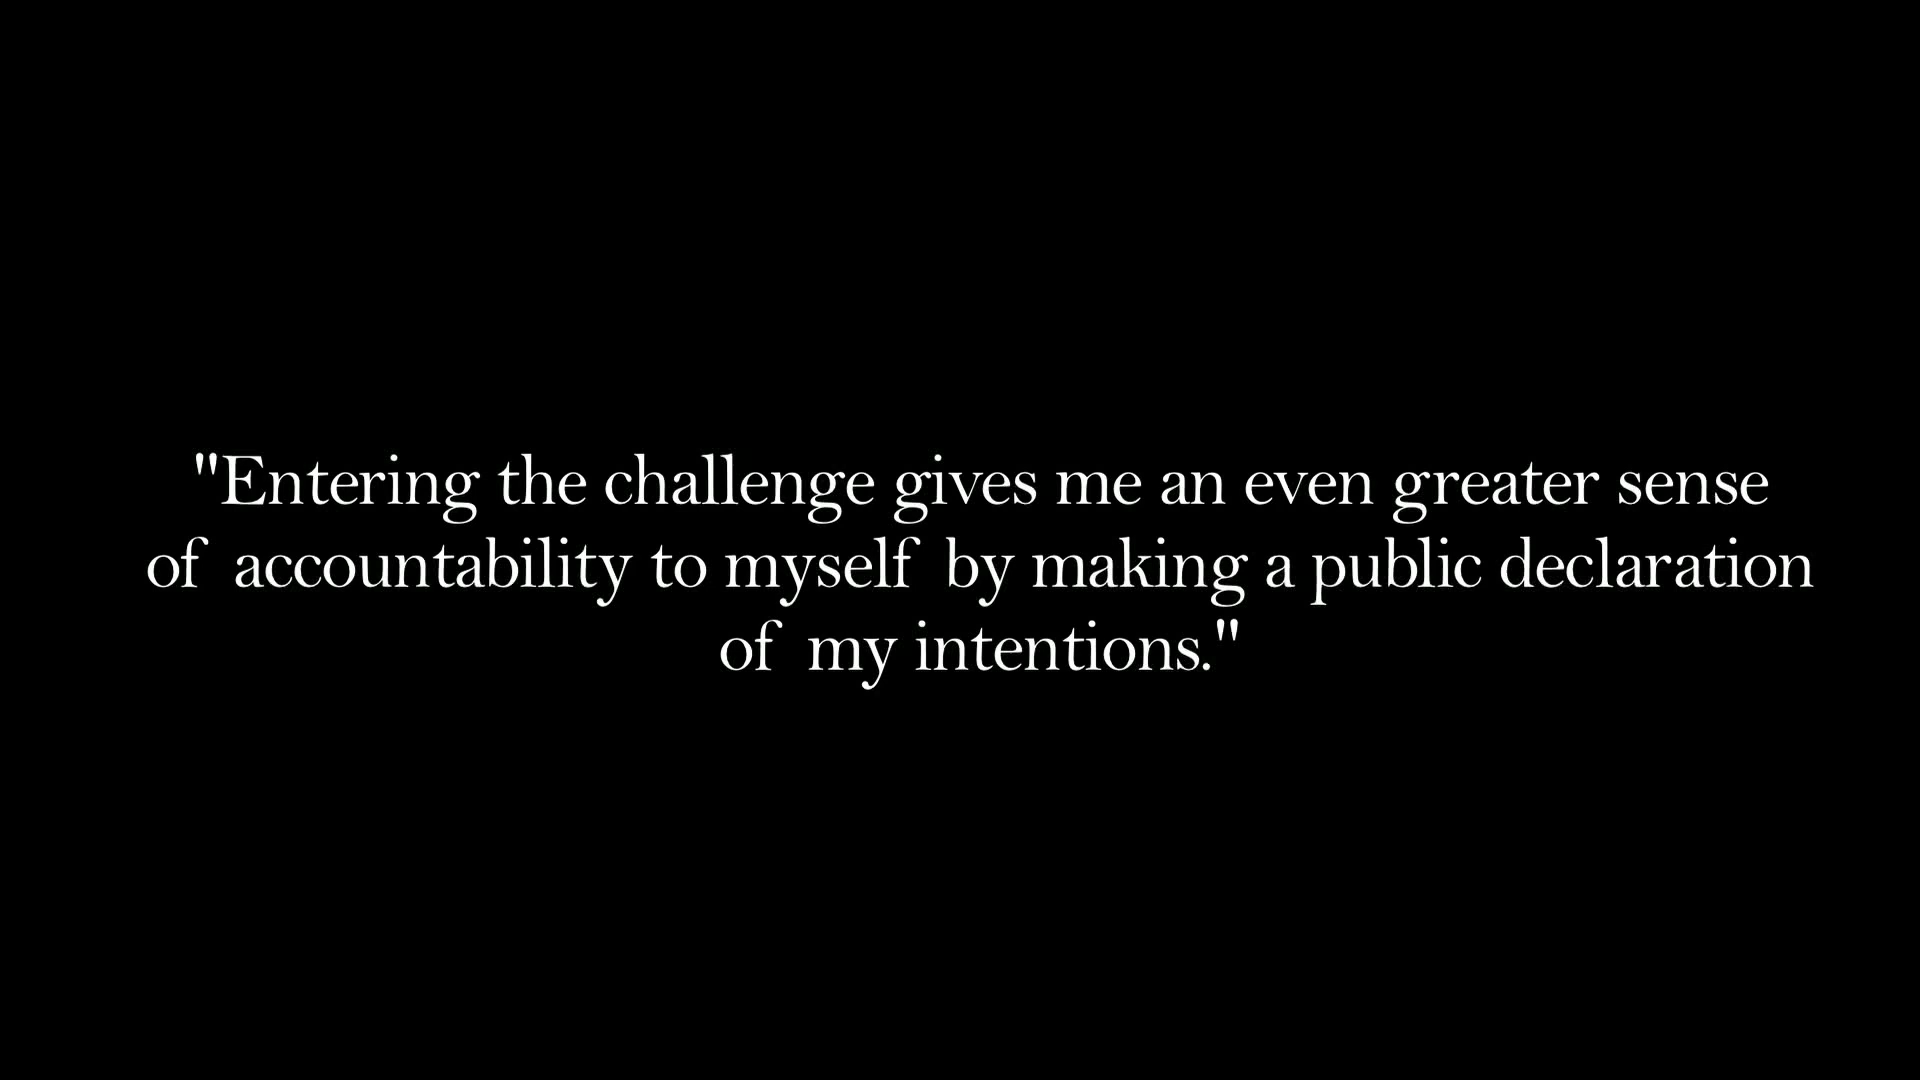 "Entering the challenge gives me an even greater sense
of accountability to myself by making a public declaration
of my intentions."